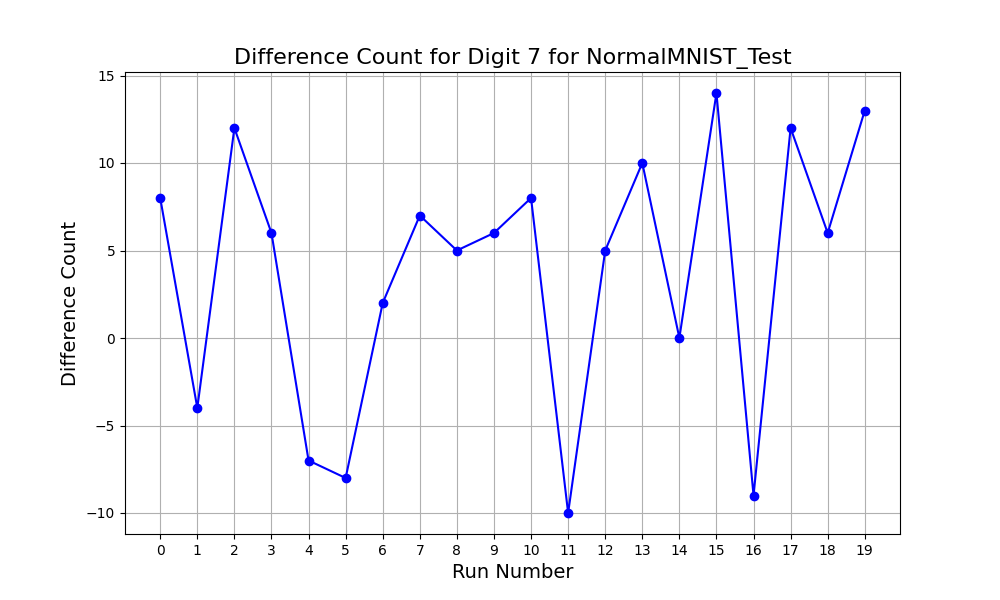 Difference Count for Digit 7 for NormalMNIST_Test
Difference Count
15
10
5
0
−5
−10
0 1 2 3 4 5 6 7 8 9 10 11 12 13 14 15 16 17 18 19
Run Number